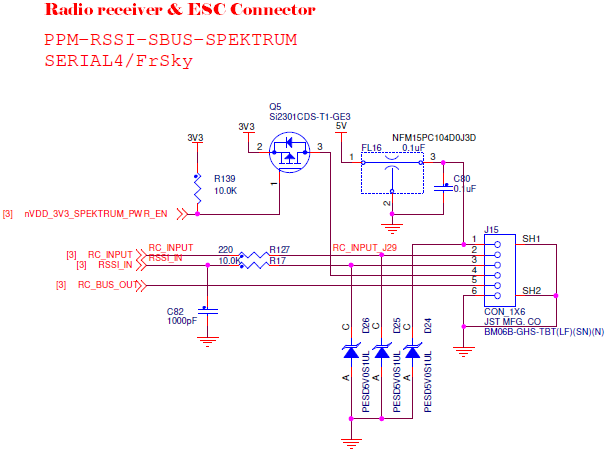 Radio receiver & ESC Connector
PPM-RSSI-SBUS-SPEKTRUM
SERIAL4/FrSky
Q5
Si2301CDS-T1-GE3
3V3
3V3
5V
NFM15PC104D0J3D
FL16 0.1uF
2 3
1 3
R139
10.0K
1
C80
0.1uF
2
[3] nVDD_3V3_SPEKTRUM_PWR_EN
J15
[3] RC_INPUT
RC_INPUT
220 R127
RC_INPUT_J29
1
SH1
2
[3] RSSI_IN
RSSI_IN
10.0K R17
3
4
[3] RC_BUS_OUT
5
6
SH2
C82
1000pF
CON_1X6
JST MFG. CO
BM06B-GHS-TBT(LF)(SN)(N)
C D26
C D25
C D24
A PESD5V0S1UL
A PESD5V0S1UL
A PESD5V0S1UL